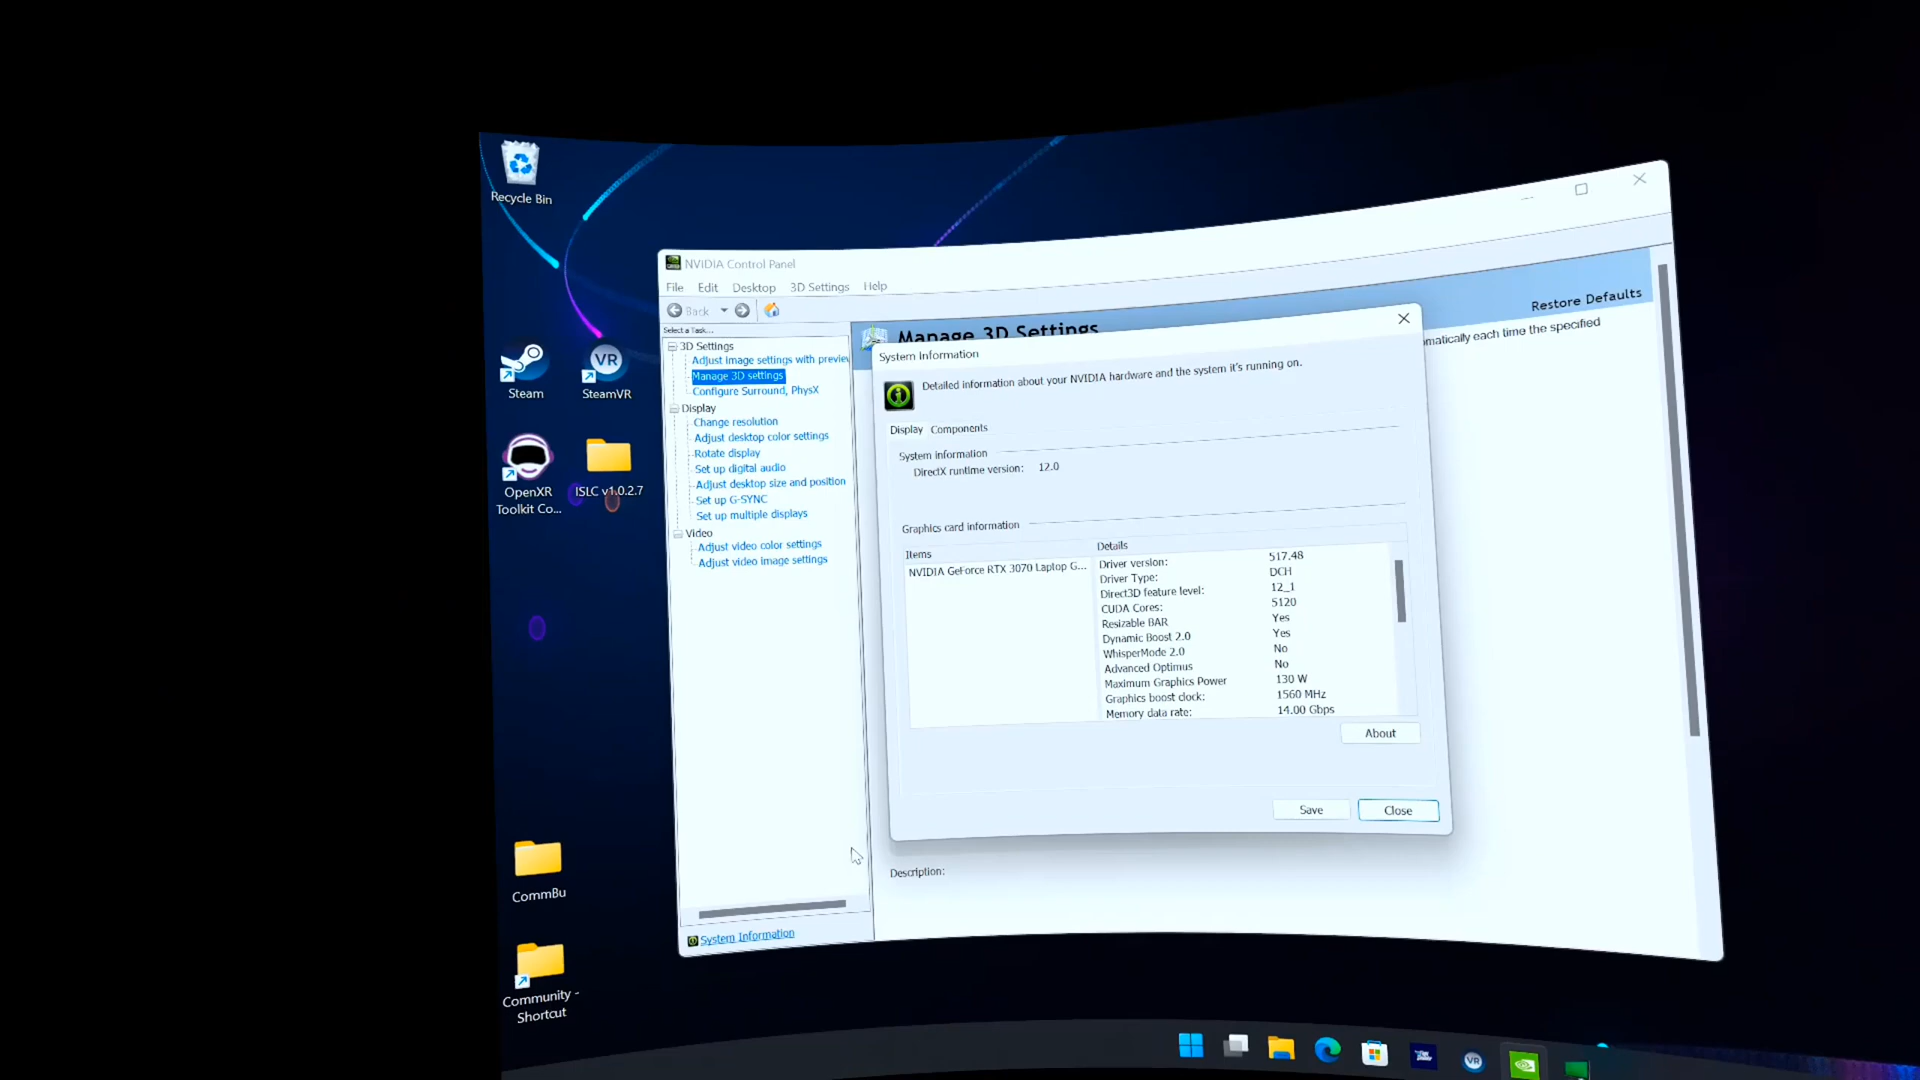 Recycle Bin
Steam
SteamVR
OpenXR
Toolkit Co...
ISLC v1.0.2.7
CommBu
Community -
Shortcut
NVIDIA Control Panel
File Edit Desktop 3D Settings Help
Back
Select a Task...
3D Settings
Adjust image settings with preview
Manage 3D settings
Configure Surround, PhysX
Display
Change resolution
Adjust desktop color settings
Rotate display
Set up digital audio
Adjust desktop size and position
Set up G-SYNC
Set up multiple displays
Video
Adjust video color settings
Adjust video image settings
System Information
Manage 3D Settings
Restore Defaults
matically each time the specified
System Information
Detailed information about your NVIDIA hardware and the system it's running on.
Display Components
System information
DirectX runtime version: 12.0
Graphics card information
Items
Details
NVIDIA GeForce RTX 3070 Laptop G...
Driver version: 517.48
Driver Type: DCH
Direct3D feature level: 12_1
CUDA Cores: 5120
Resizable BAR Yes
Dynamic Boost 2.0 Yes
WhisperMode 2.0 No
Advanced Optimus No
Maximum Graphics Power 130 W
Graphics boost clock: 1560 MHz
Memory data rate: 14.00 Gbps
About
Save
Close
Description:
VR
VR